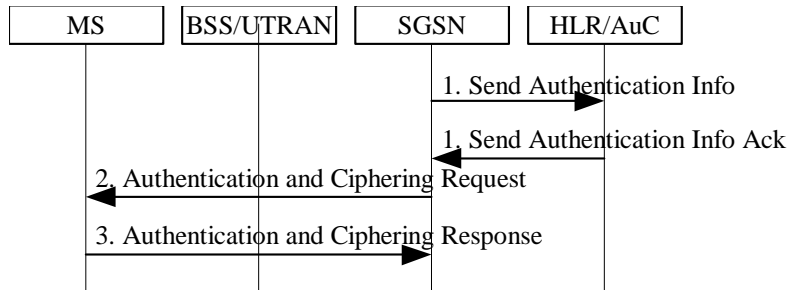 MS BSS/UTRAN SGSN HLR/AuC
1. Send Authentication Info
1. Send Authentication Info Ack
2. Authentication and Ciphering Request
3. Authentication and Ciphering Response